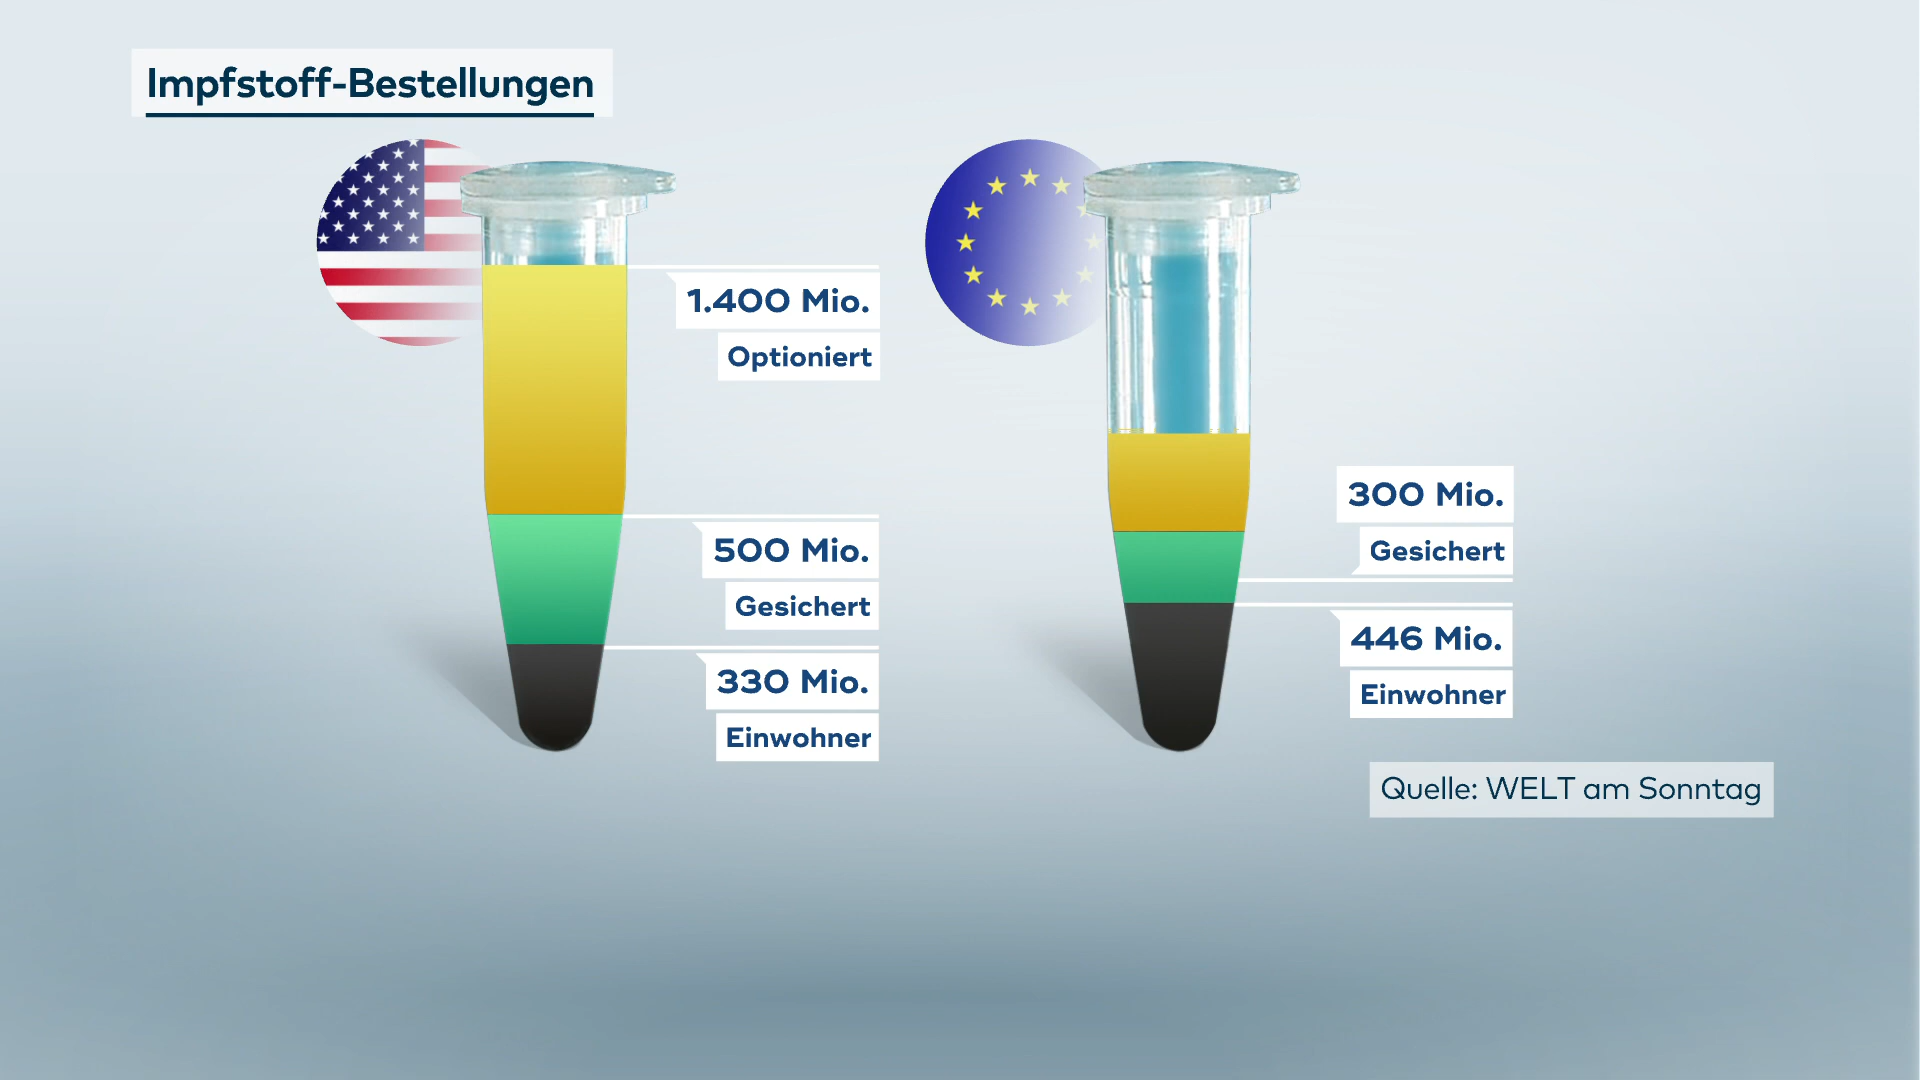 Impfstoff-Bestellungen
1.400 Mio.
Optioniert
500 Mio.
Gesichert
330 Mio.
Einwohner
300 Mio.
Gesichert
446 Mio.
Einwohner
Quelle: WELT am Sonntag